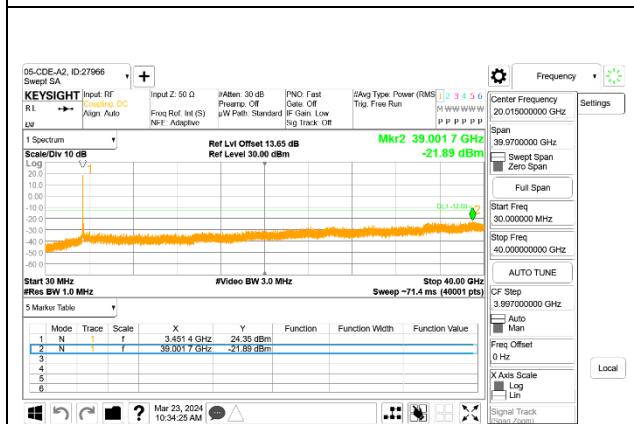 05-CDE-A2, ID:27966
Swept SA
KEYSIGHT
Input: RF
Coupling: DC
Align: Auto
Input Z: 50 Ω
Freq Ref: Int (S)
NFE: Adaptive
#Atten: 30 dB
Preamp: Off
µW Path: Standard
PNO: Fast
Gate: Off
IF Gain: Low
Sig Track: Off
#Avg Type: Power (RMS
Trig: Free Run
1 2 3 4 5 6
M W W W W W
P P P P P P
R L
1 Spectrum
Scale/Div 10 dB
Log
Ref Lvl Offset 13.65 dB
Ref Level 30.00 dBm
Mkr2 39.001 7 GHz
-21.89 dBm
1
20.0
10.0
0.00
-10.0
-20.0
-30.0
-40.0
-50.0
-60.0
2
Start 30 MHz
#Res BW 1.0 MHz
#Video BW 3.0 MHz
Stop 40.00 GHz
Sweep ~71.4 ms (40001 pts)
5 Marker Table
Mode Trace Scale X Y Function Function Width Function Value
1 N 1 f 3.451 4 GHz 24.35 dBm
2 N 1 f 39.001 7 GHz -21.89 dBm
3
4
5
6
?
Mar 23, 2024
10:34:25 AM
Frequency
Center Frequency
20.015000000 GHz
Span
39.9700000 GHz
Swept Span
Zero Span
Full Span
Start Freq
30.000000 MHz
Stop Freq
40.000000000 GHz
AUTO TUNE
CF Step
3.997000000 GHz
Auto
Man
Freq Offset
0 Hz
X Axis Scale
Log
Lin
Signal Track
(Span Zoom)
Settings
Local